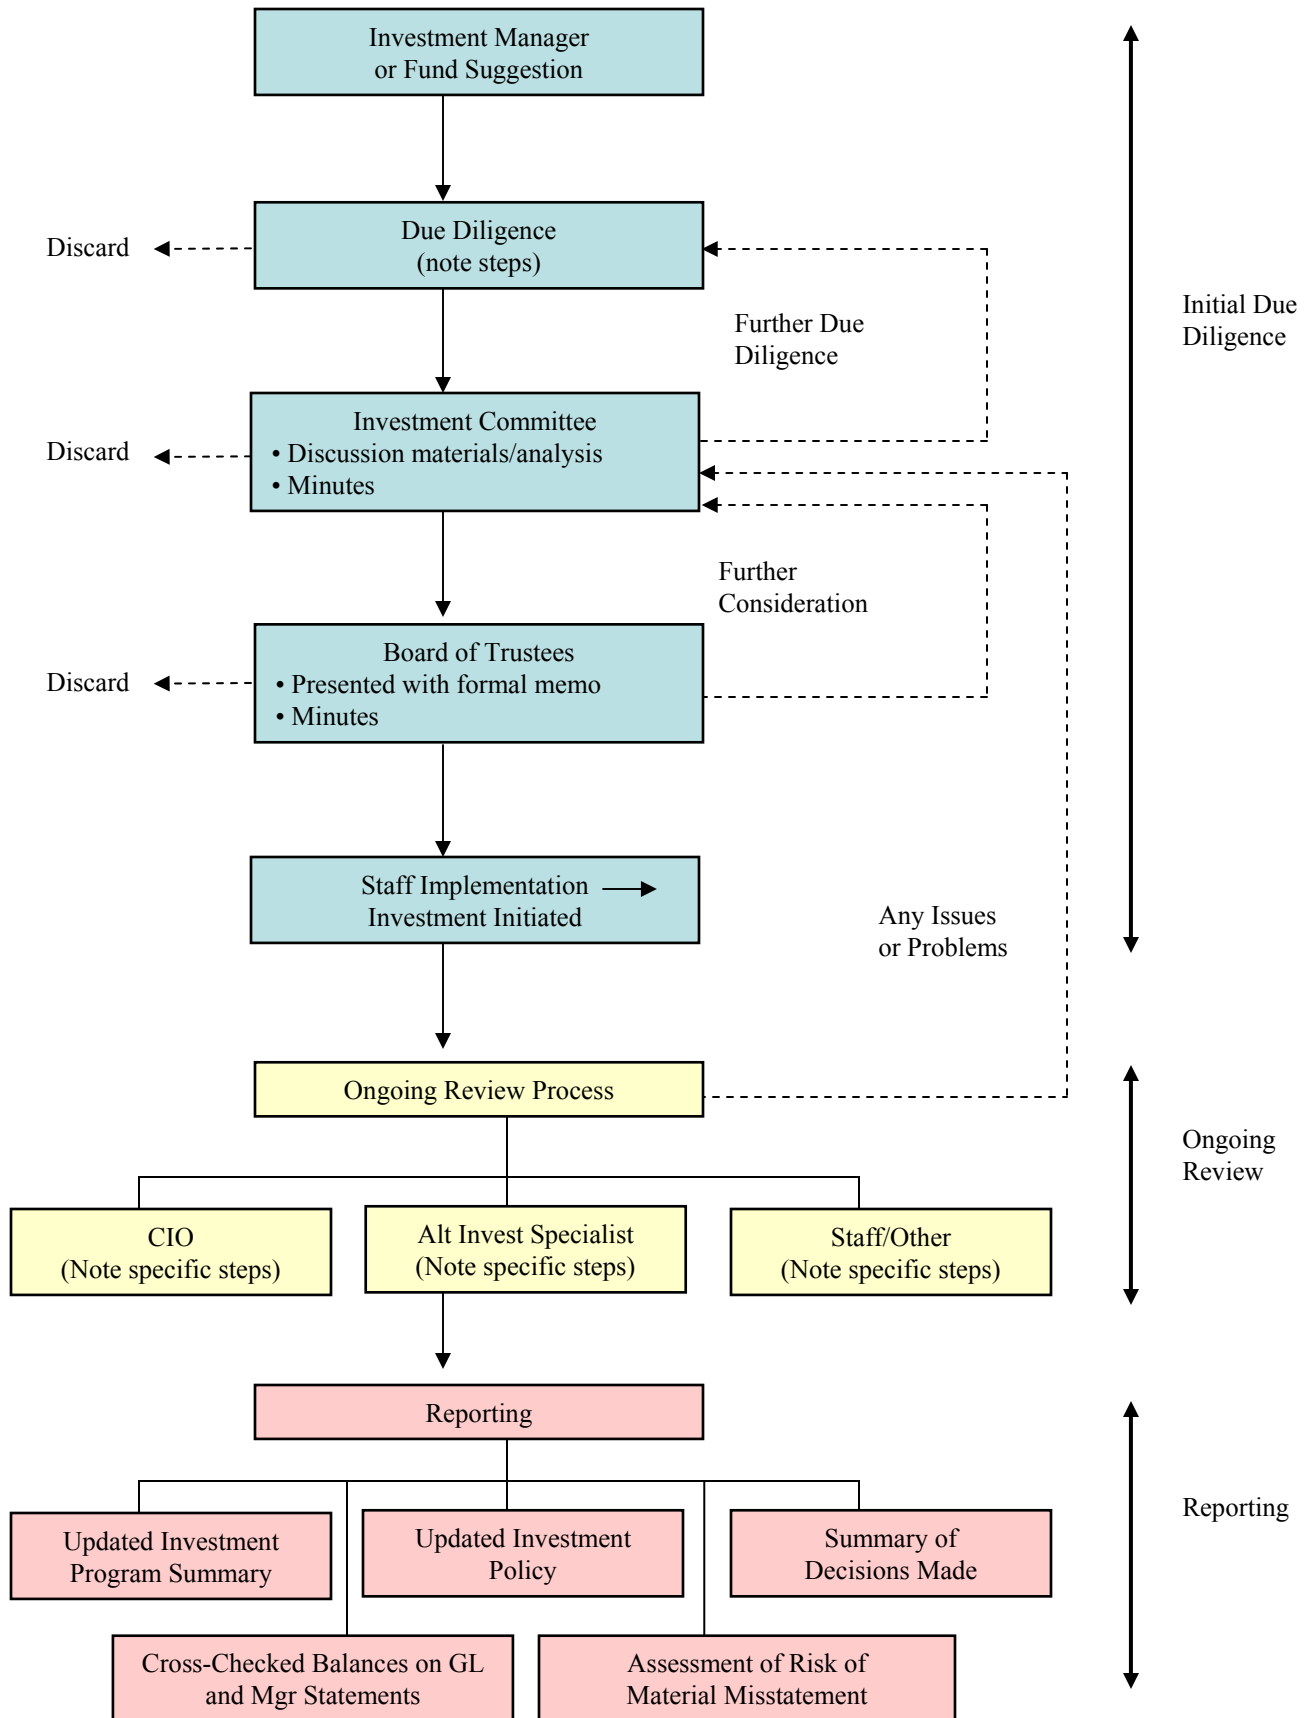 Investment Manager
or Fund Suggestion
Discard
Due Diligence
(note steps)
Initial Due
Diligence
Further Due
Diligence
Discard
Investment Committee
• Discussion materials/analysis
• Minutes
Further
Consideration
Discard
Board of Trustees
• Presented with formal memo
• Minutes
Staff Implementation
Investment Initiated
Any Issues
or Problems
Ongoing Review Process
Ongoing
Review
CIO
(Note specific steps)
Alt Invest Specialist
(Note specific steps)
Staff/Other
(Note specific steps)
Reporting
Reporting
Updated Investment
Program Summary
Updated Investment
Policy
Summary of
Decisions Made
Cross-Checked Balances on GL
and Mgr Statements
Assessment of Risk of
Material Misstatement